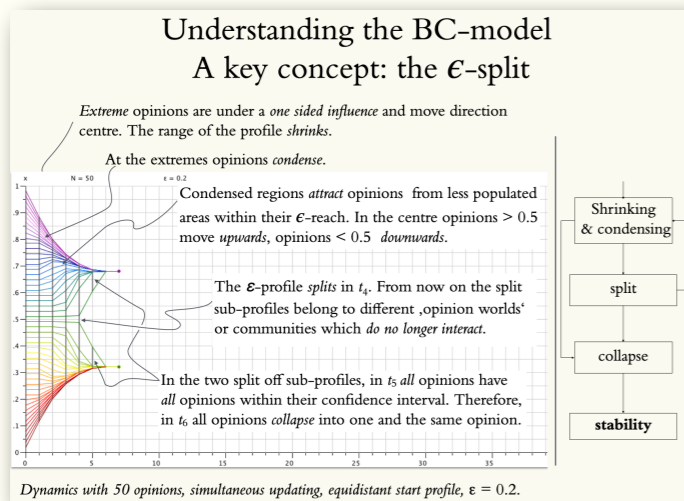 Understanding the BC-model
A key concept: the ϵ-split
Extreme opinions are under a one sided influence and move direction
centre. The range of the profile shrinks.
At the extremes opinions condense.
x N = 50 ε = 0.2
Condensed regions attract opinions from less populated
areas within their ϵ-reach. In the centre opinions > 0.5
move upwards, opinions < 0.5 downwards.
The ε-profile splits in t4. From now on the split
sub-profiles belong to different ‚opinion worlds‘
or communities which do no longer interact.
In the two split off sub-profiles, in t5 all opinions have
all opinions within their confidence interval. Therefore,
in t6 all opinions collapse into one and the same opinion.
1
.9
.8
.7
.6
.5
.4
.3
.2
.1
0
0 5 10 15 20 25 30 35
Shrinking
& condensing
split
collapse
stability
Dynamics with 50 opinions, simultaneous updating, equidistant start profile, ε = 0.2.